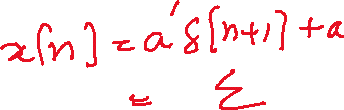 x[n] = a' δ[n+1] + a
= Σ